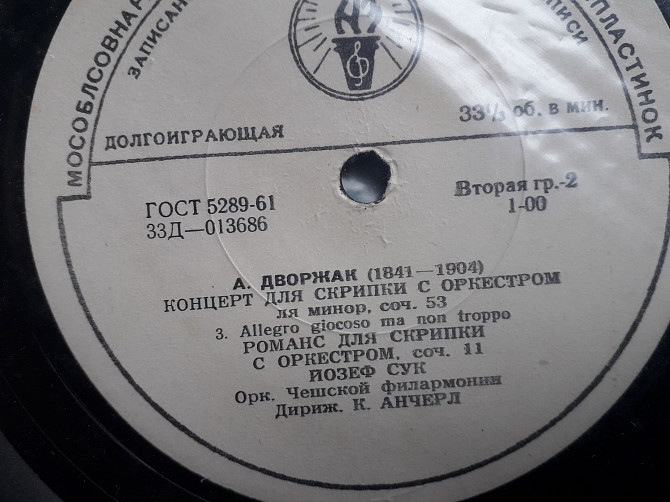 МОСОБЛСОВНАР
ЗАПИСАН
ПИСИ
ПЛАСТИНОК
ДОЛГОИГРАЮЩАЯ
33⅓ об. в мин.
ГОСТ 5289-61
33Д—013686
Вторая гр.-2
1-00
А. ДВОРЖАК (1841—1904)
КОНЦЕРТ ДЛЯ СКРИПКИ С ОРКЕСТРОМ
ля минор, соч. 53
3. Allegro giocoso ma non troppo
РОМАНС ДЛЯ СКРИПКИ
С ОРКЕСТРОМ, соч. 11
ЙОЗЕФ СУК
Орк. Чешской филармонии
Дириж. К. АНЧЕРЛ